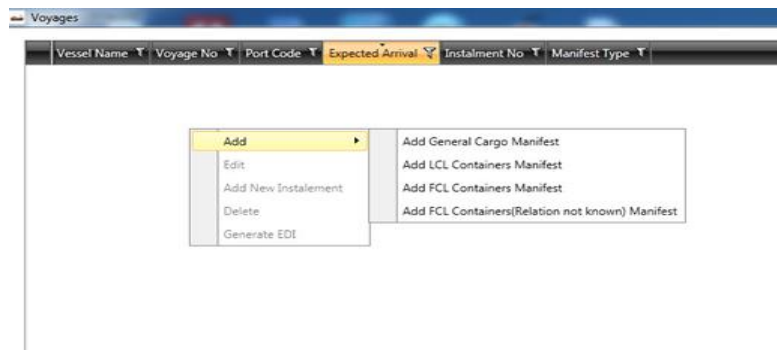 Voyages
Vessel Name Voyage No Port Code Expected Arrival Instalment No Manifest Type
Add
Edit
Add New Instalement
Delete
Generate EDI
Add General Cargo Manifest
Add LCL Containers Manifest
Add FCL Containers Manifest
Add FCL Containers(Relation not known) Manifest